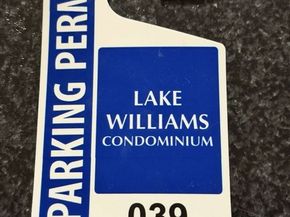 PARKING PERM
LAKE
WILLIAMS
CONDOMINIUM
039